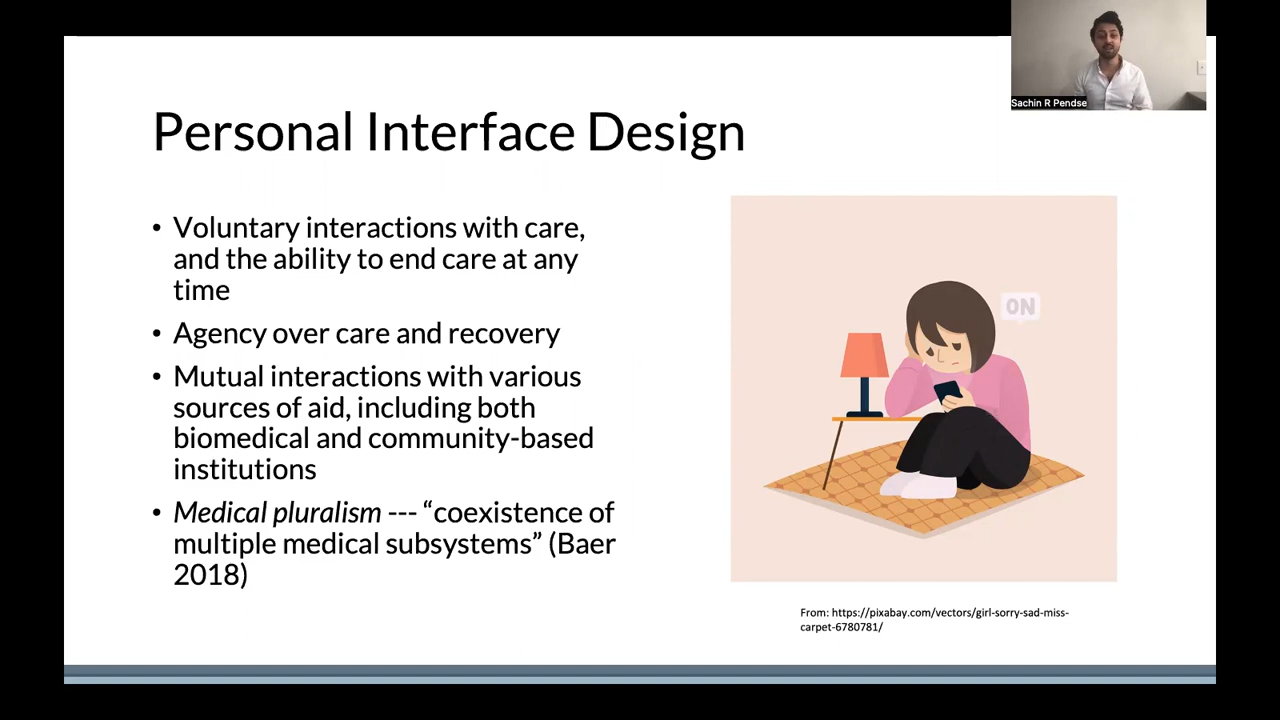 Sachin R Pendse
Personal Interface Design
• Voluntary interactions with care,
and the ability to end care at any
time
• Agency over care and recovery
• Mutual interactions with various
sources of aid, including both
biomedical and community-based
institutions
• Medical pluralism --- “coexistence of
multiple medical subsystems” (Baer
2018)
ON
From: https://pixabay.com/vectors/girl-sorry-sad-miss-
carpet-6780781/